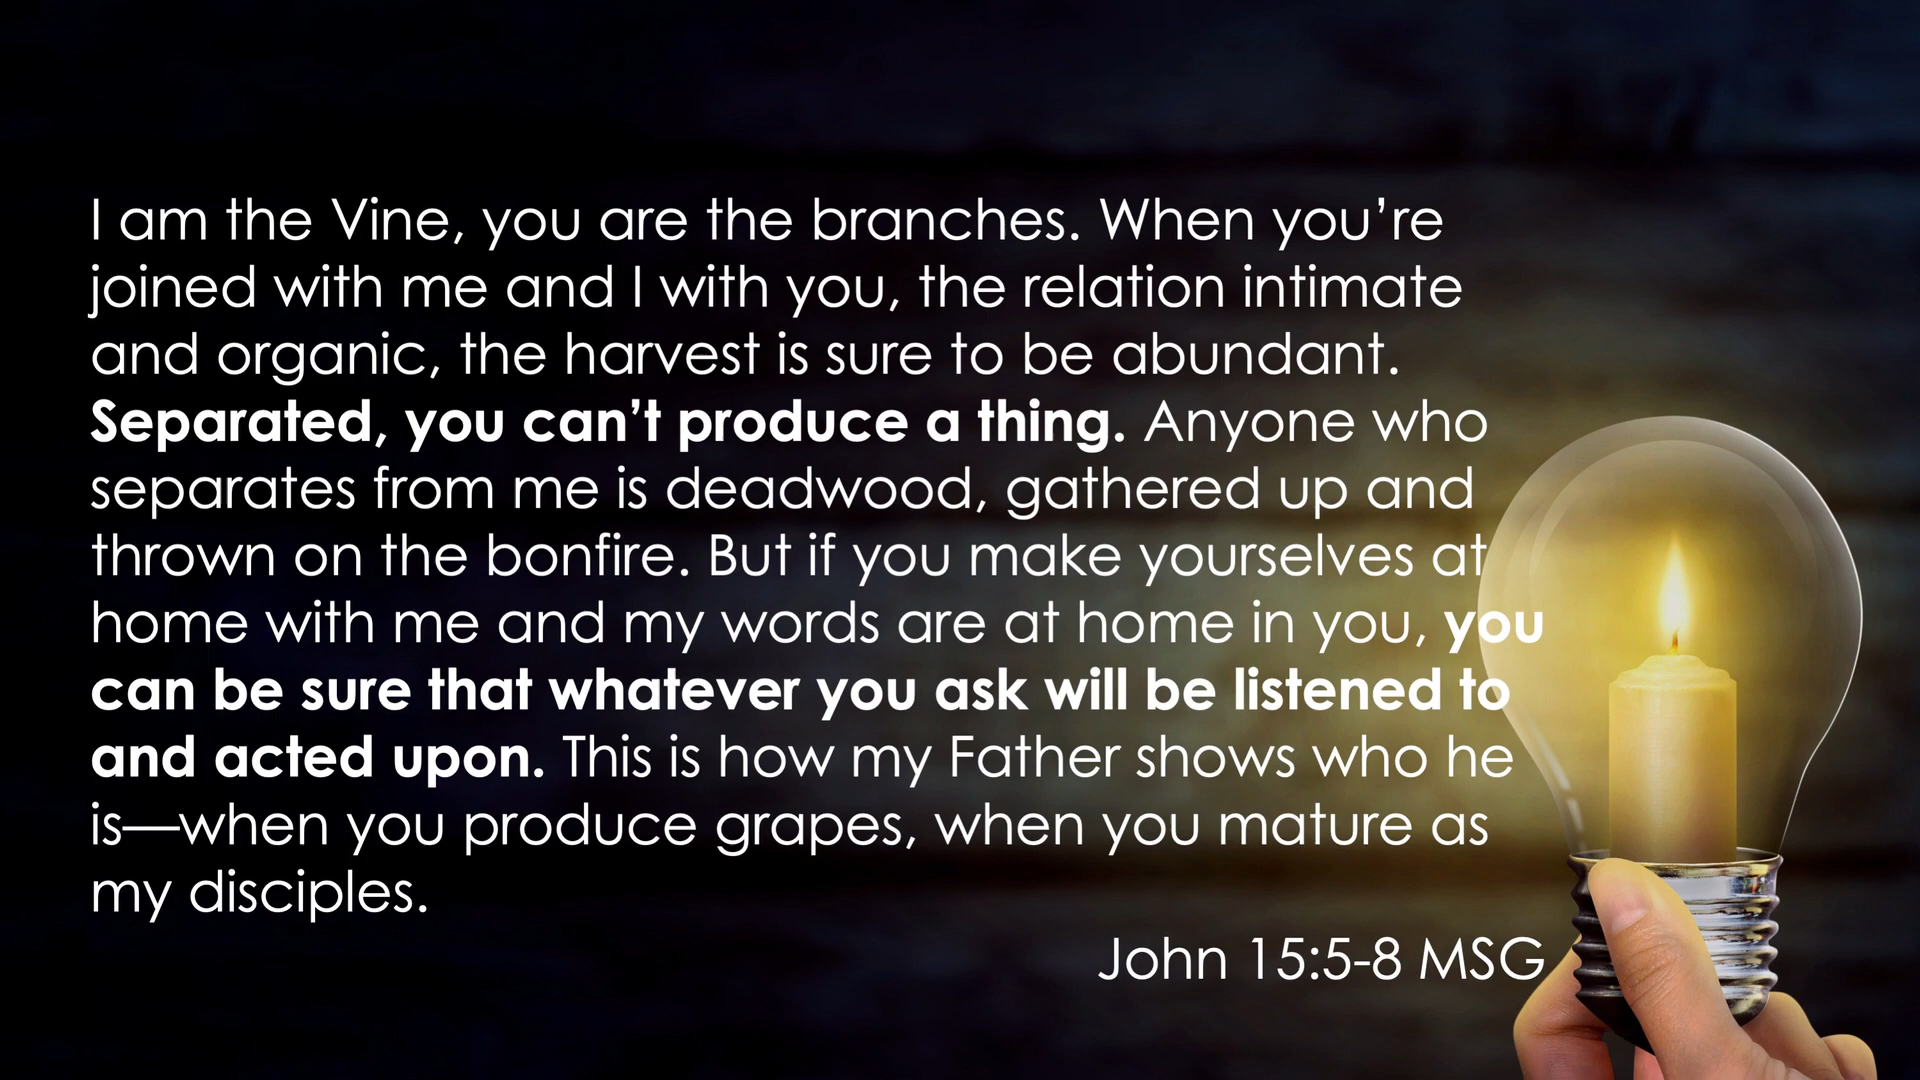 I am the Vine, you are the branches. When you’re
joined with me and I with you, the relation intimate
and organic, the harvest is sure to be abundant.
Separated, you can’t produce a thing. Anyone who
separates from me is deadwood, gathered up and
thrown on the bonfire. But if you make yourselves at
home with me and my words are at home in you, you
can be sure that whatever you ask will be listened to
and acted upon. This is how my Father shows who he
is—when you produce grapes, when you mature as
my disciples.
John 15:5-8 MSG